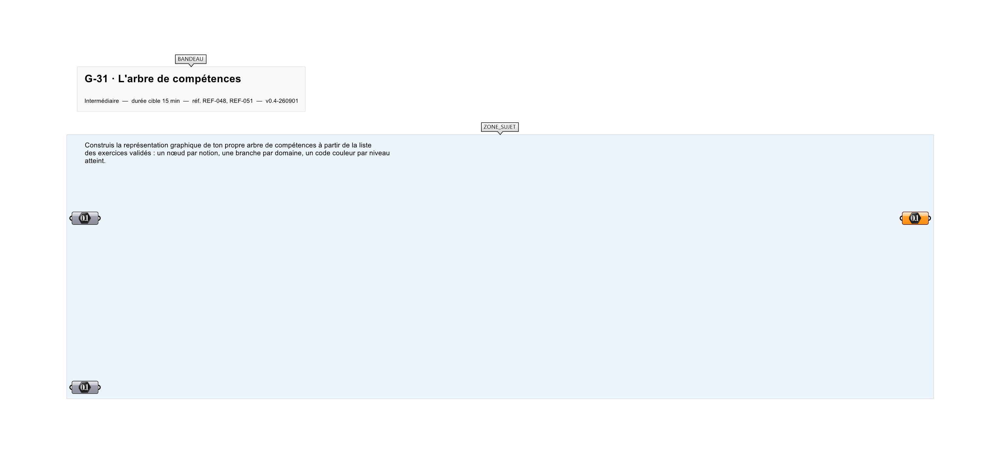 BANDEAU
G-31 · L'arbre de compétences
Intermédiaire — durée cible 15 min — réf. REF-048, REF-051 — v0.4-260901
ZONE_SUJET
Construis la représentation graphique de ton propre arbre de compétences à partir de la liste
des exercices validés : un nœud par notion, une branche par domaine, un code couleur par niveau
atteint.
0.1
0.1
0.1